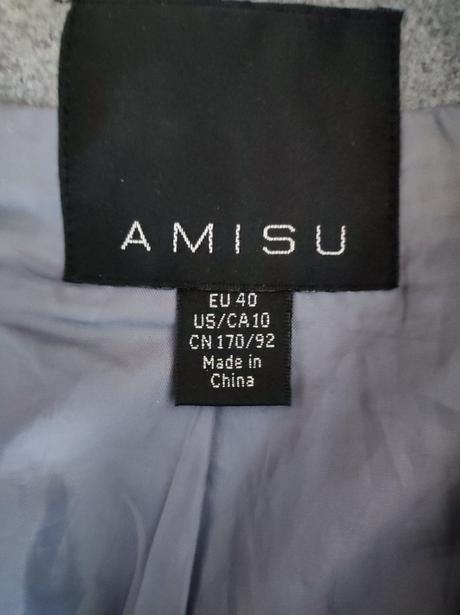 AMISU
EU 40
US/CA10
CN 170/92
Made in
China